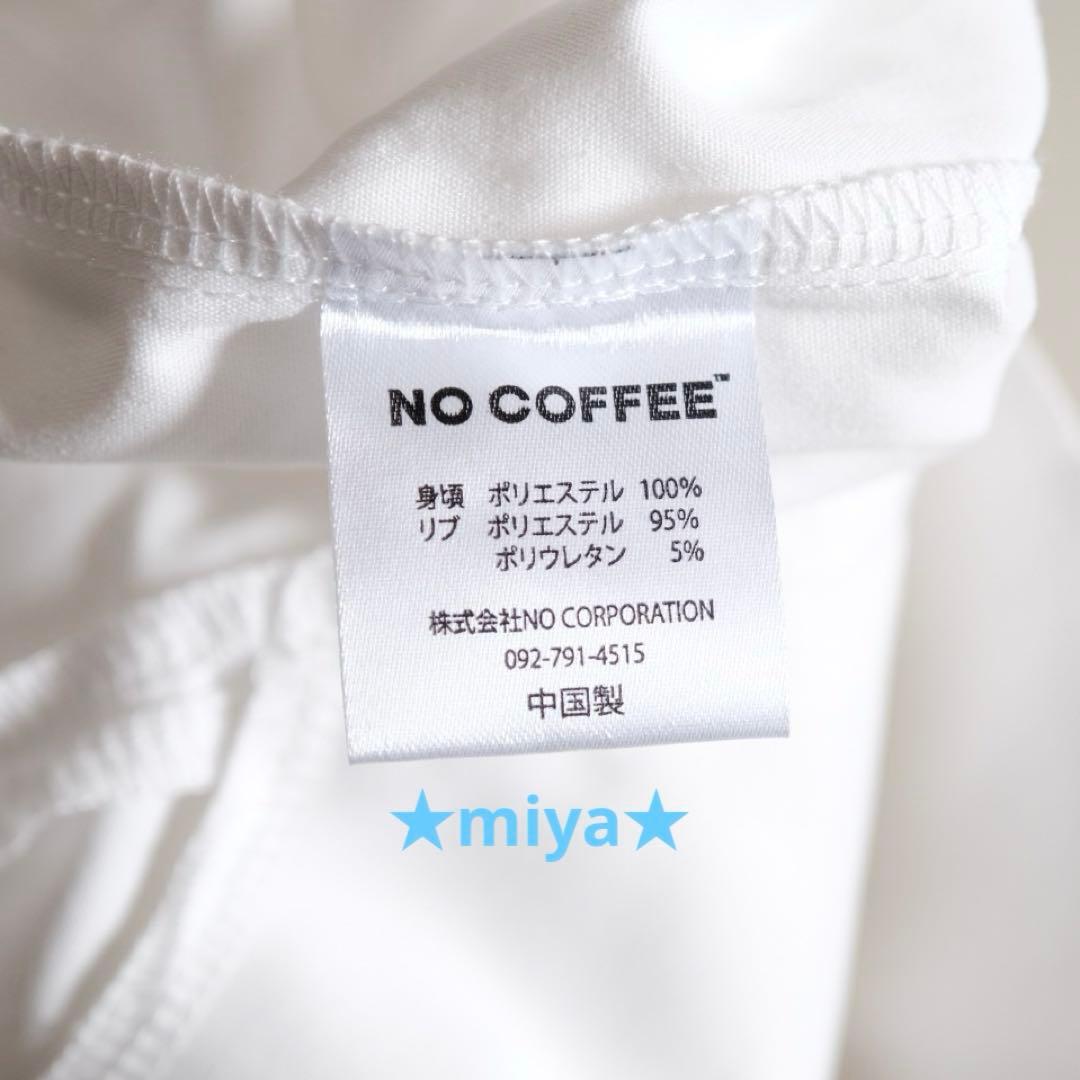 NO COFFEE™
身頃 ポリエステル 100%
リブ ポリエステル 95%
ポリウレタン 5%
株式会社NO CORPORATION
092-791-4515
中国製
★miya★